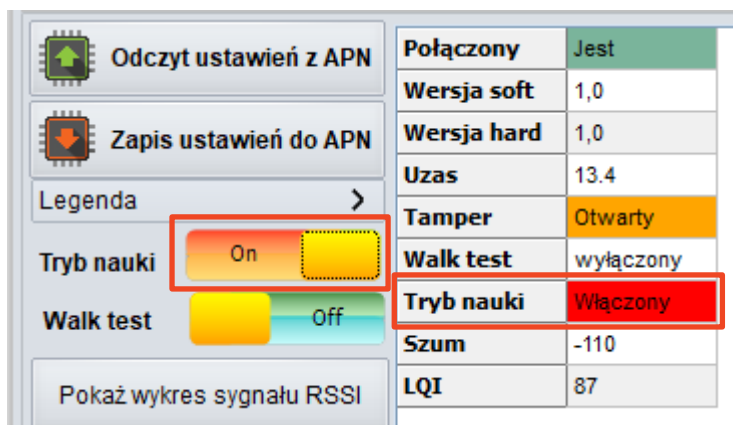 Odczyt ustawień z APN
Zapis ustawień do APN
Legenda >
Tryb nauki On
Walk test Off
Pokaż wykres sygnału RSSI
Połączony Jest
Wersja soft 1,0
Wersja hard 1,0
Uzas 13.4
Tamper Otwarty
Walk test wyłączony
Tryb nauki Włączony
Szum -110
LQI 87